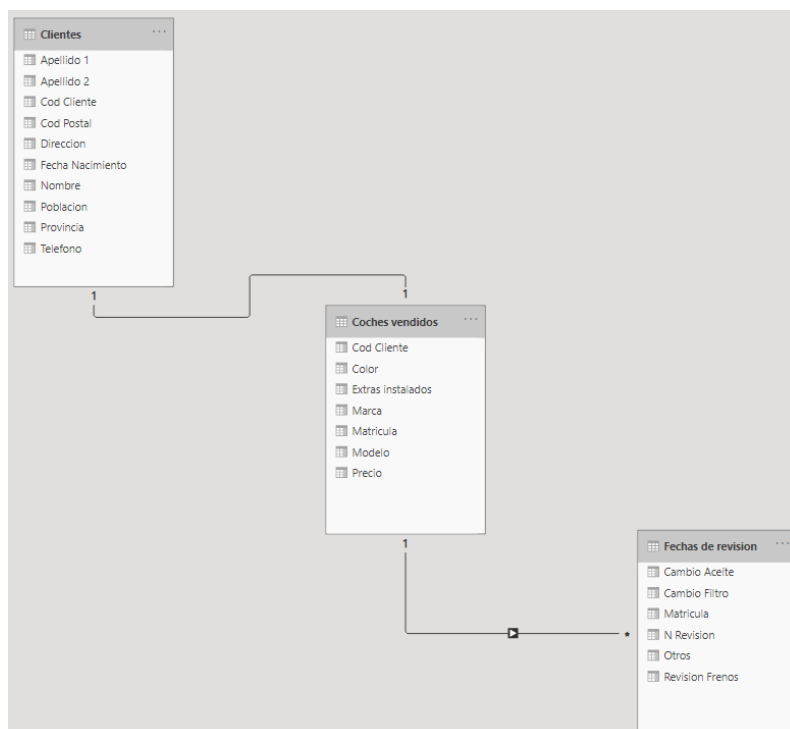 Clientes
Apellido 1
Apellido 2
Cod Cliente
Cod Postal
Direccion
Fecha Nacimiento
Nombre
Poblacion
Provincia
Telefono
1
1
Coches vendidos
Cod Cliente
Color
Extras instalados
Marca
Matricula
Modelo
Precio
1
Fechas de revision
Cambio Aceite
Cambio Filtro
Matricula
N Revision
Otros
Revision Frenos
*